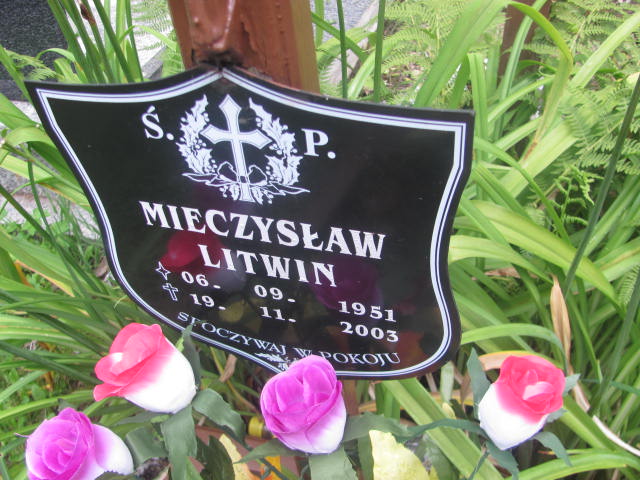 Ś. P.
MIECZYSŁAW
LITWIN
06- 09- 1951
19- 11- 2003
SPOCZYWAJ W POKOJU